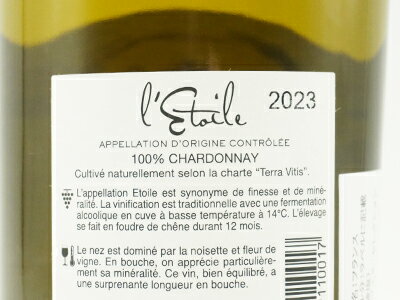 l'Etoile 2023
APPELLATION D'ORIGINE CONTRÔLÉE
100% CHARDONNAY
Cultivé naturellement selon la charte "Terra Vitis".
L'appellation Etoile est synonyme de finesse et de miné-
ralité. La vinification est traditionnelle avec une fermentation
alcoolique en cuve à basse température à 14°C. L'élevage
se fait en foudre de chêne durant 12 mois.
Le nez est dominé par la noisette et fleur de
vigne. En bouche, on apprécie particulière-
ment sa minéralité. Ce vin, bien équilibré, a
une surprenante longueur en bouche.
110017